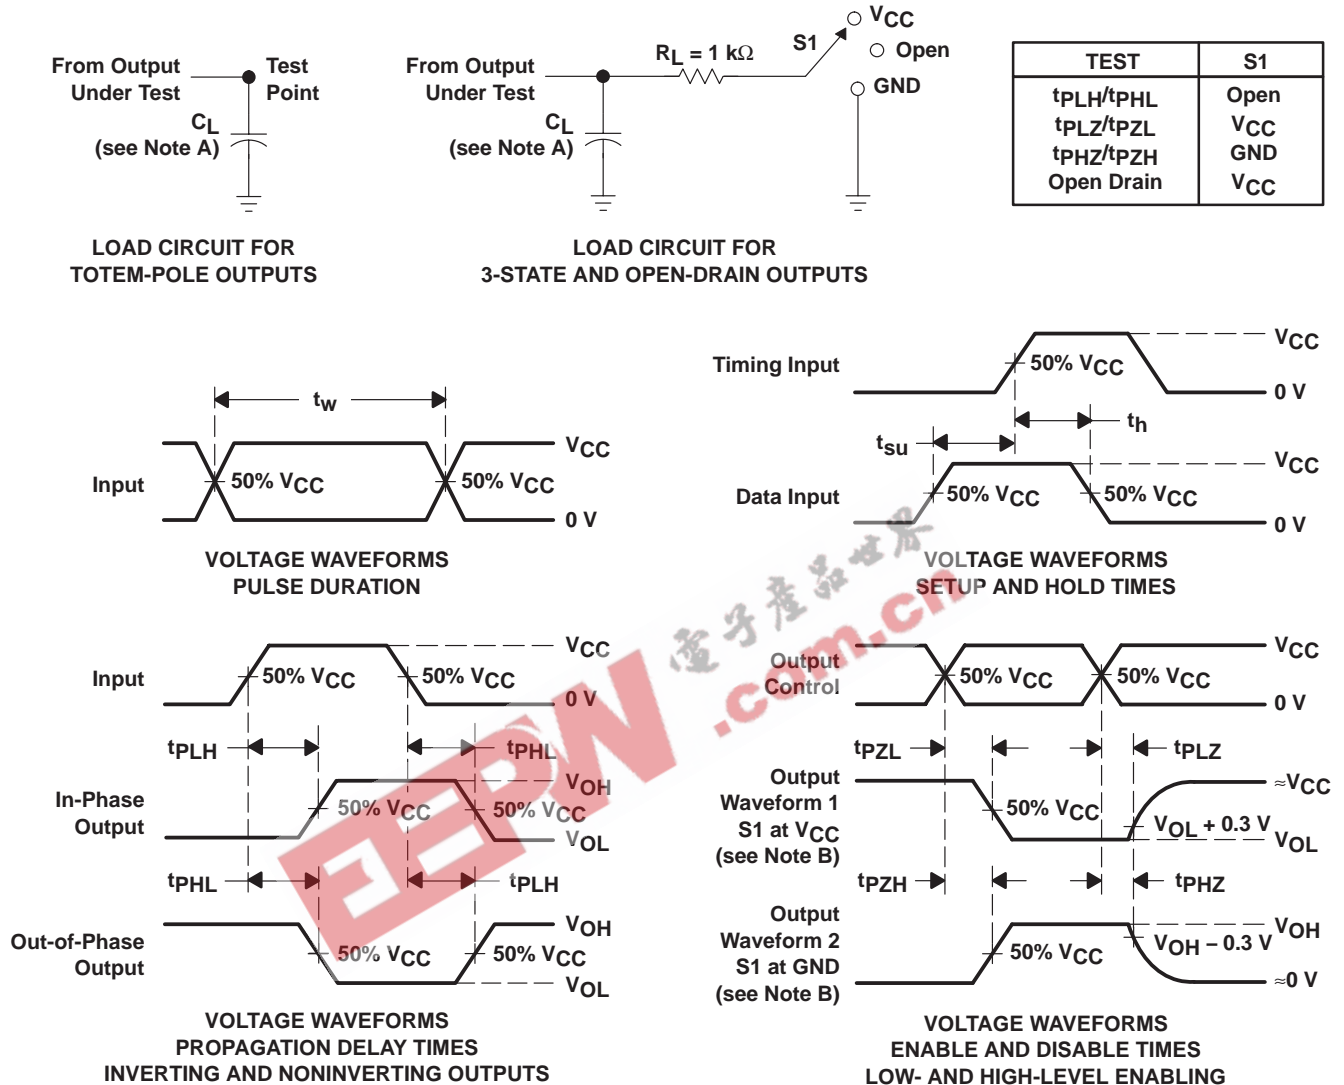 From Output
Under Test
Test
Point
CL
(see Note A)
LOAD CIRCUIT FOR
TOTEM-POLE OUTPUTS
From Output
Under Test
RL = 1 kΩ
S1
VCC
Open
GND
CL
(see Note A)
LOAD CIRCUIT FOR
3-STATE AND OPEN-DRAIN OUTPUTS
TEST S1
tPLH/tPHL Open
tPLZ/tPZL VCC
tPHZ/tPZH GND
Open Drain VCC
tw
Input
50% VCC
50% VCC
VCC
0 V
VOLTAGE WAVEFORMS
PULSE DURATION
Timing Input
50% VCC
VCC
0 V
tsu
th
Data Input
50% VCC
50% VCC
VCC
0 V
VOLTAGE WAVEFORMS
SETUP AND HOLD TIMES
Input
50% VCC
50% VCC
VCC
0 V
tPLH
tPHL
In-Phase
Output
50% VCC
50% VCC
VOH
VOL
tPHL
tPLH
Out-of-Phase
Output
50% VCC
50% VCC
VOH
VOL
VOLTAGE WAVEFORMS
PROPAGATION DELAY TIMES
INVERTING AND NONINVERTING OUTPUTS
Output
Control
50% VCC
50% VCC
VCC
0 V
tPZL
tPLZ
Output
Waveform 1
S1 at VCC
(see Note B)
50% VCC
VOL + 0.3 V
≈VCC
VOL
tPZH
tPHZ
Output
Waveform 2
S1 at GND
(see Note B)
50% VCC
VOH − 0.3 V
VOH
≈0 V
VOLTAGE WAVEFORMS
ENABLE AND DISABLE TIMES
LOW- AND HIGH-LEVEL ENABLING
EEPW
電子產品世界
.com.cn